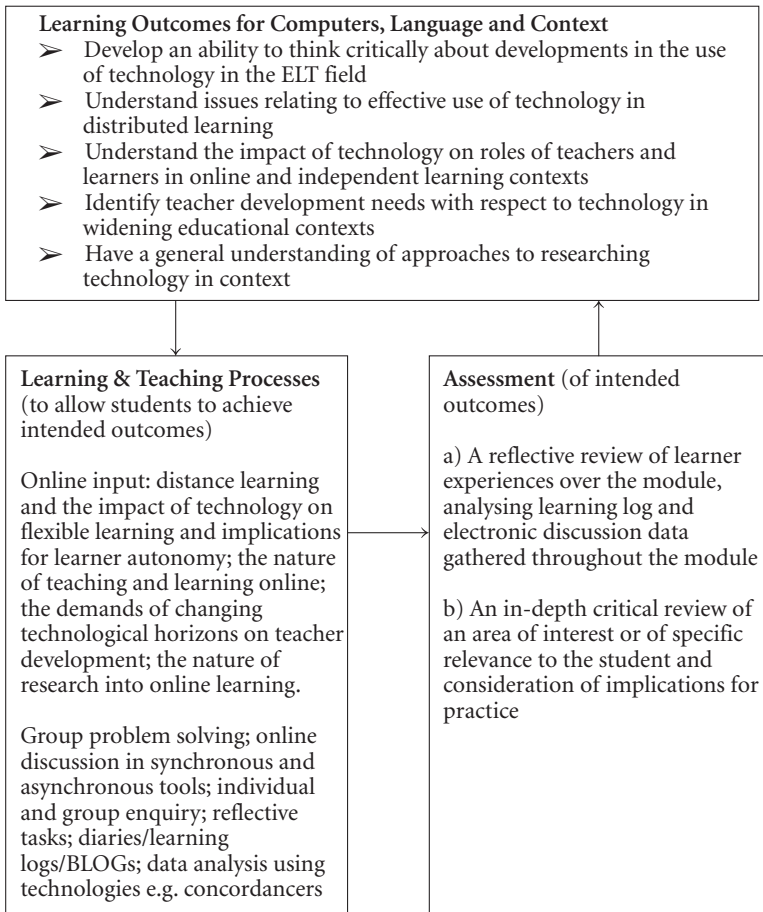 Learning Outcomes for Computers, Language and Context
➢ Develop an ability to think critically about developments in the use
of technology in the ELT field
➢ Understand issues relating to effective use of technology in
distributed learning
➢ Understand the impact of technology on roles of teachers and
learners in online and independent learning contexts
➢ Identify teacher development needs with respect to technology in
widening educational contexts
➢ Have a general understanding of approaches to researching
technology in context
Learning & Teaching Processes
(to allow students to achieve
intended outcomes)
Online input: distance learning
and the impact of technology on
flexible learning and implications
for learner autonomy; the nature
of teaching and learning online;
the demands of changing
technological horizons on teacher
development; the nature of
research into online learning.
Group problem solving; online
discussion in synchronous and
asynchronous tools; individual
and group enquiry; reflective
tasks; diaries/learning
logs/BLOGs; data analysis using
technologies e.g. concordancers
Assessment (of intended
outcomes)
a) A reflective review of learner
experiences over the module,
analysing learning log and
electronic discussion data
gathered throughout the module
b) An in-depth critical review of
an area of interest or of specific
relevance to the student and
consideration of implications for
practice